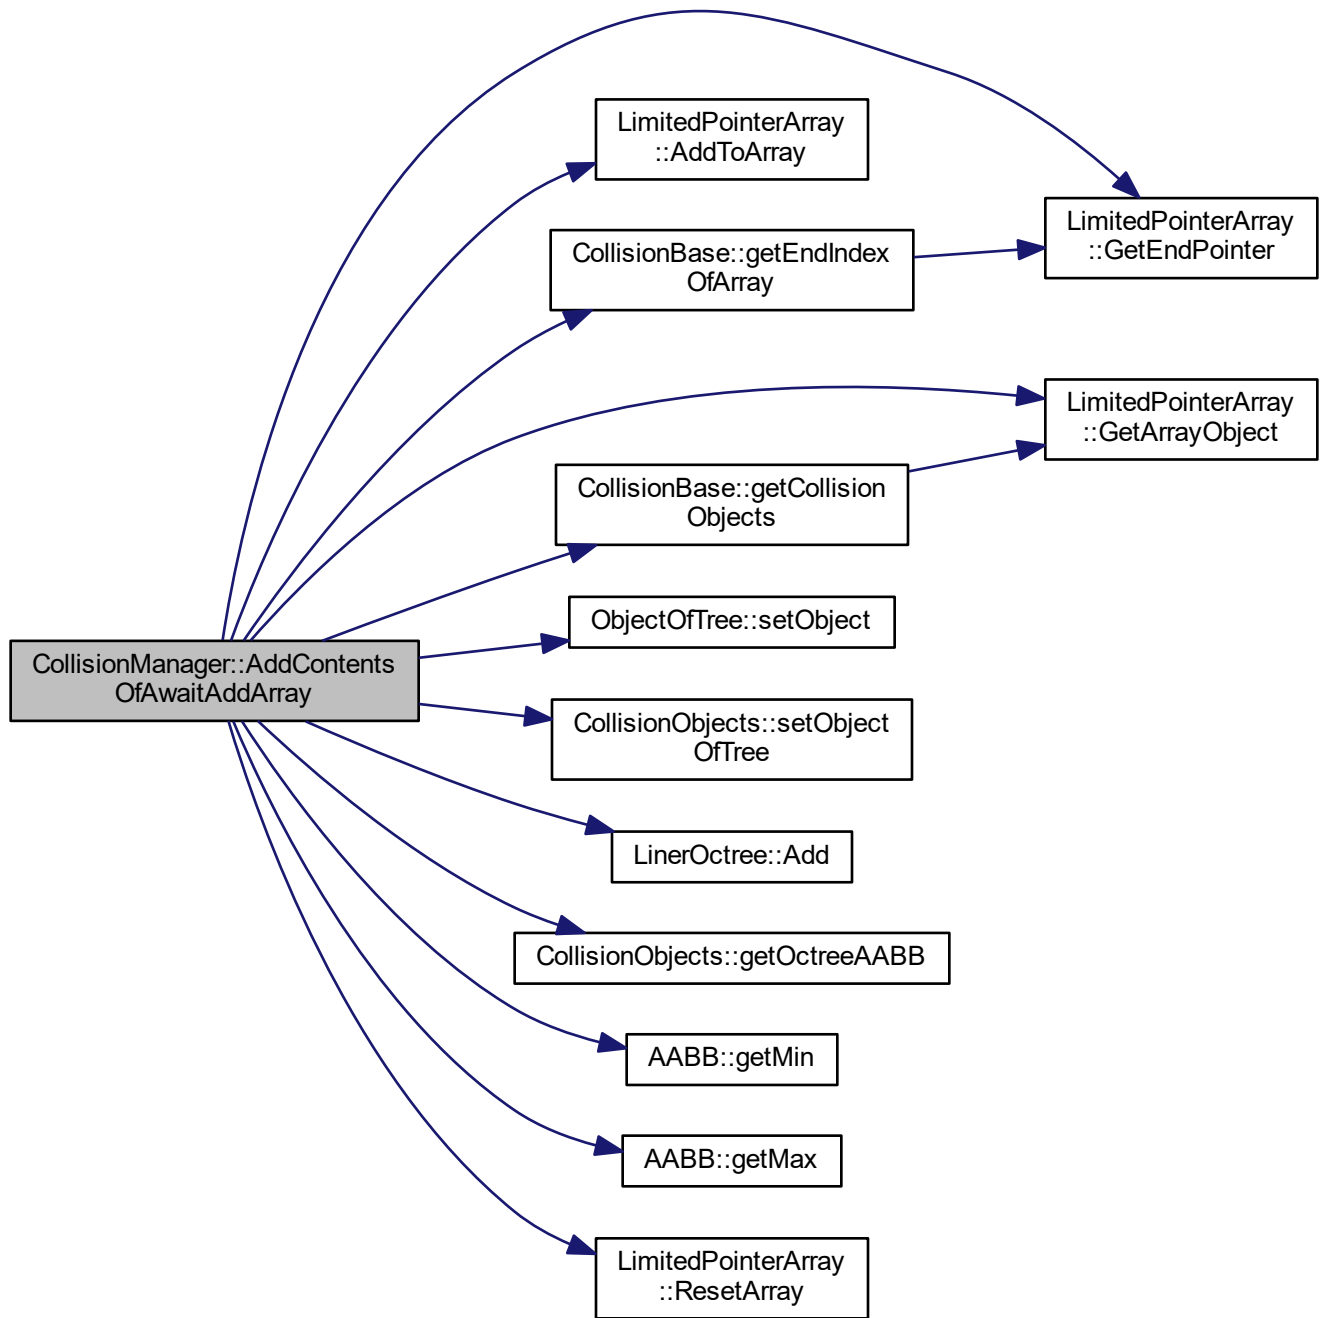 LimitedPointerArray
::AddToArray
LimitedPointerArray
::GetEndPointer
CollisionBase::getEndIndex
OfArray
LimitedPointerArray
::GetArrayObject
CollisionBase::getCollision
Objects
ObjectOfTree::setObject
CollisionManager::AddContents
OfAwaitAddArray
CollisionObjects::setObject
OfTree
LinerOctree::Add
CollisionObjects::getOctreeAABB
AABB::getMin
AABB::getMax
LimitedPointerArray
::ResetArray